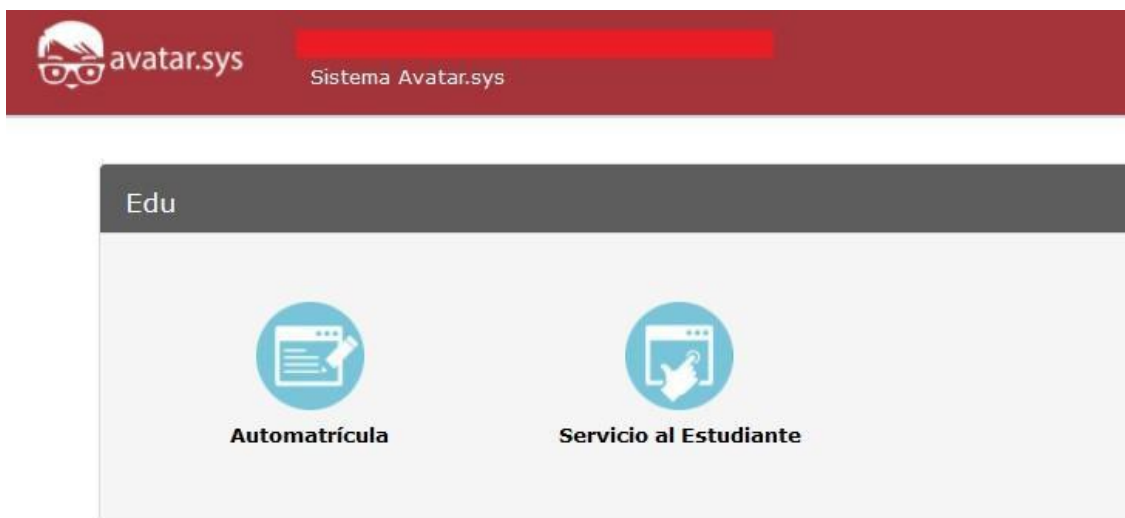 avatar.sys
Sistema Avatar.sys
Edu
Automatrícula
Servicio al Estudiante